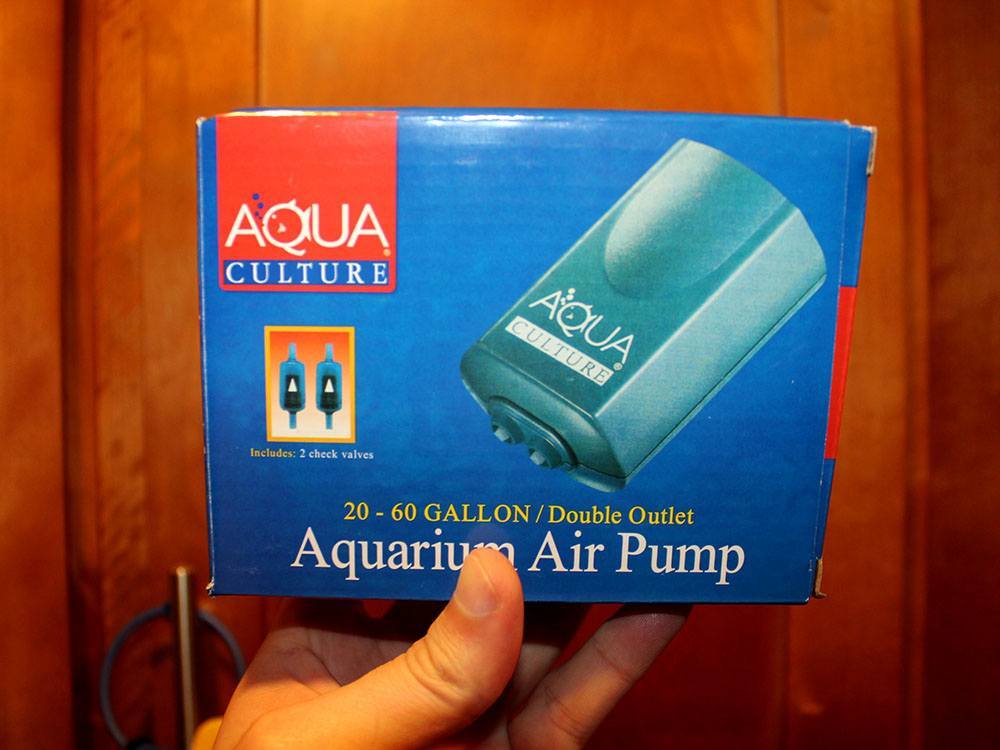 AQUA
CULTURE®
AQUA
CULTURE®
Includes: 2 check valves
20 - 60 GALLON / Double Outlet
Aquarium Air Pump